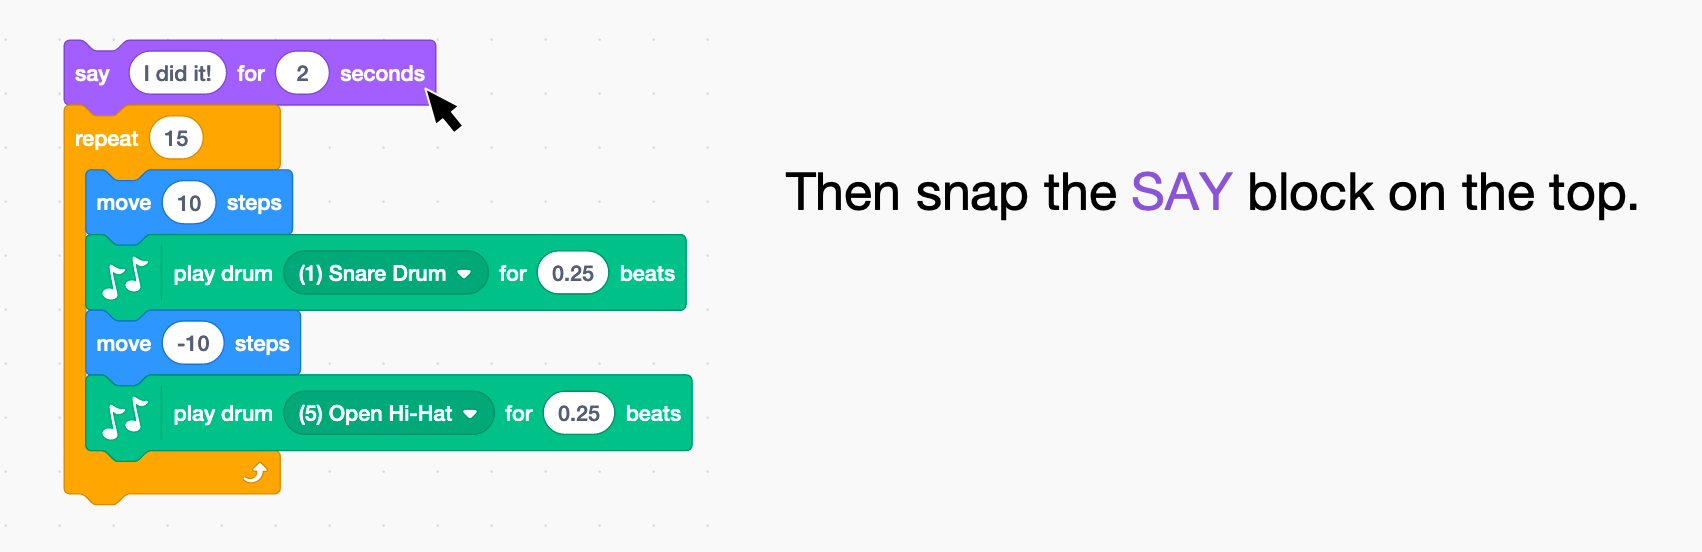 say I did it! for 2 seconds
repeat 15
move 10 steps
play drum (1) Snare Drum for 0.25 beats
move -10 steps
play drum (5) Open Hi-Hat for 0.25 beats
Then snap the SAY block on the top.